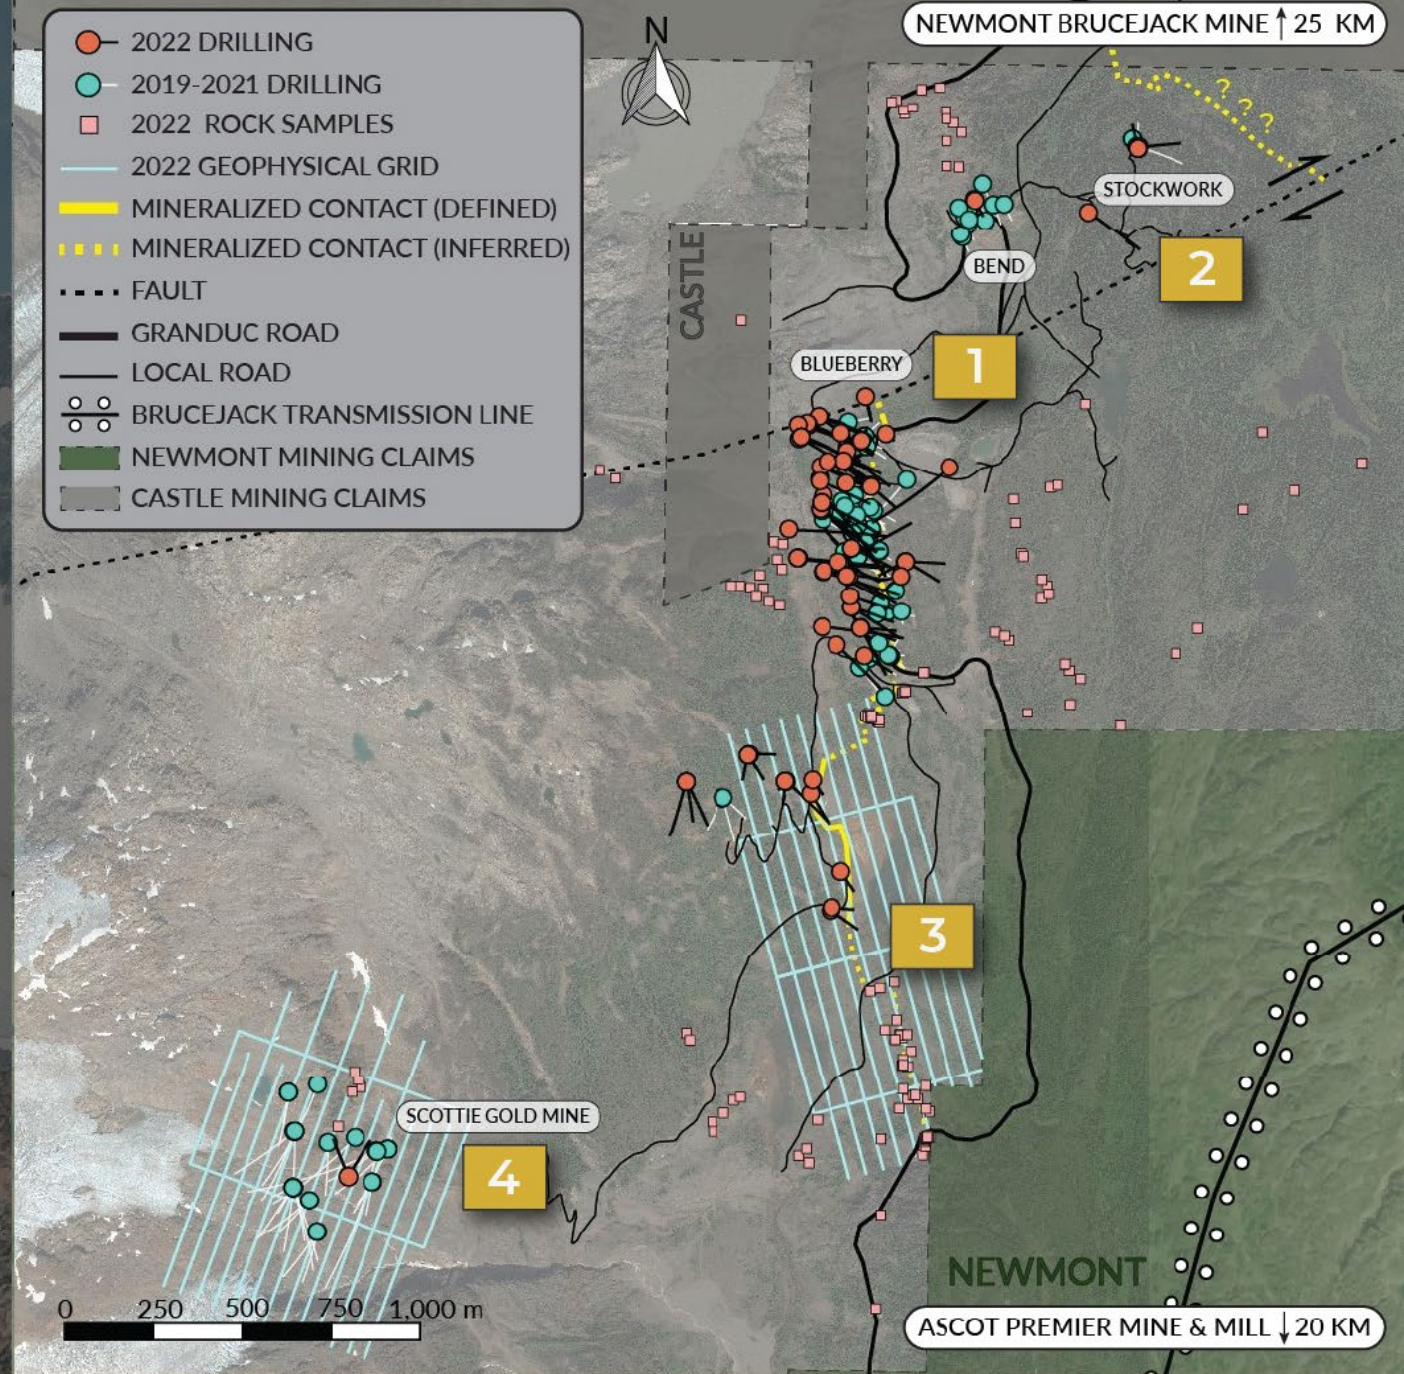 2022 DRILLING
2019-2021 DRILLING
2022 ROCK SAMPLES
2022 GEOPHYSICAL GRID
MINERALIZED CONTACT (DEFINED)
MINERALIZED CONTACT (INFERRED)
FAULT
GRANDUC ROAD
LOCAL ROAD
BRUCEJACK TRANSMISSION LINE
NEWMONT MINING CLAIMS
CASTLE MINING CLAIMS
N
NEWMONT BRUCEJACK MINE ↑ 25 KM
? ? ?
STOCKWORK
2
BEND
CASTLE
1
BLUEBERRY
3
SCOTTIE GOLD MINE
4
NEWMONT
0 250 500 750 1,000 m
ASCOT PREMIER MINE & MILL ↓ 20 KM